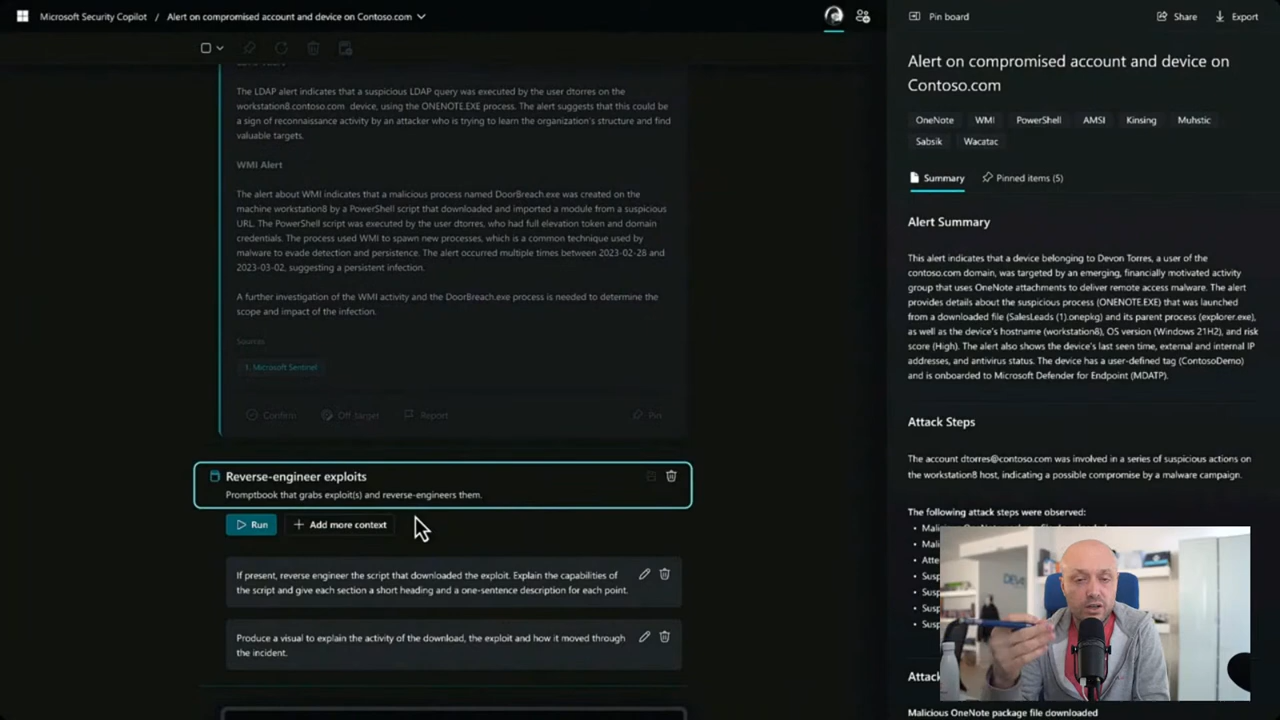 Microsoft Security Copilot / Alert on compromised account and device on Contoso.com
The LDAP alert indicates that a suspicious LDAP query was executed by the user dtorres on the
workstation8.contoso.com device, using the ONENOTE.EXE process. The alert suggests that this could be
a sign of reconnaissance activity by an attacker who is trying to learn the organization's structure and find
valuable targets.
WMI Alert
The alert about WMI indicates that a malicious process named DoorBreach.exe was created on the
machine workstation8 by a PowerShell script that downloaded and imported a module from a suspicious
URL. The PowerShell script was executed by the user dtorres, who had full elevation token and domain
credentials. The process used WMI to spawn new processes, which is a common technique used by
malware to evade detection and persistence. The alert occurred multiple times between 2023-02-28 and
2023-03-02, suggesting a persistent infection.
A further investigation of the WMI activity and the DoorBreach.exe process is needed to determine the
scope and impact of the infection.
Sources
1. Microsoft Sentinel
Confirm Off target Report Pin
Reverse-engineer exploits
Promptbook that grabs exploit(s) and reverse-engineers them.
Run + Add more context
If present, reverse engineer the script that downloaded the exploit. Explain the capabilities of
the script and give each section a short heading and a one-sentence description for each point.
Produce a visual to explain the activity of the download, the exploit and how it moved through
the incident.
Pin board Share Export
Alert on compromised account and device on
Contoso.com
OneNote WMI PowerShell AMSI Kinsing Muhstic
Sabsik Wacatac
Summary Pinned items (5)
Alert Summary
This alert indicates that a device belonging to Devon Torres, a user of the
contoso.com domain, was targeted by an emerging, financially motivated activity
group that uses OneNote attachments to deliver remote access malware. The alert
provides details about the suspicious process (ONENOTE.EXE) that was launched
from a downloaded file (SalesLeads (1).onepkg) and its parent process (explorer.exe),
as well as the device's hostname (workstation8), OS version (Windows 21H2), and risk
score (High). The alert also shows the device's last seen time, external and internal IP
addresses, and antivirus status. The device has a user-defined tag (ContosoDemo)
and is onboarded to Microsoft Defender for Endpoint (MDATP).
Attack Steps
The account dtorres@contoso.com was involved in a series of suspicious actions on
the workstation8 host, indicating a possible compromise by a malware campaign.
The following attack steps were observed:
Malicious OneNote package file downloaded